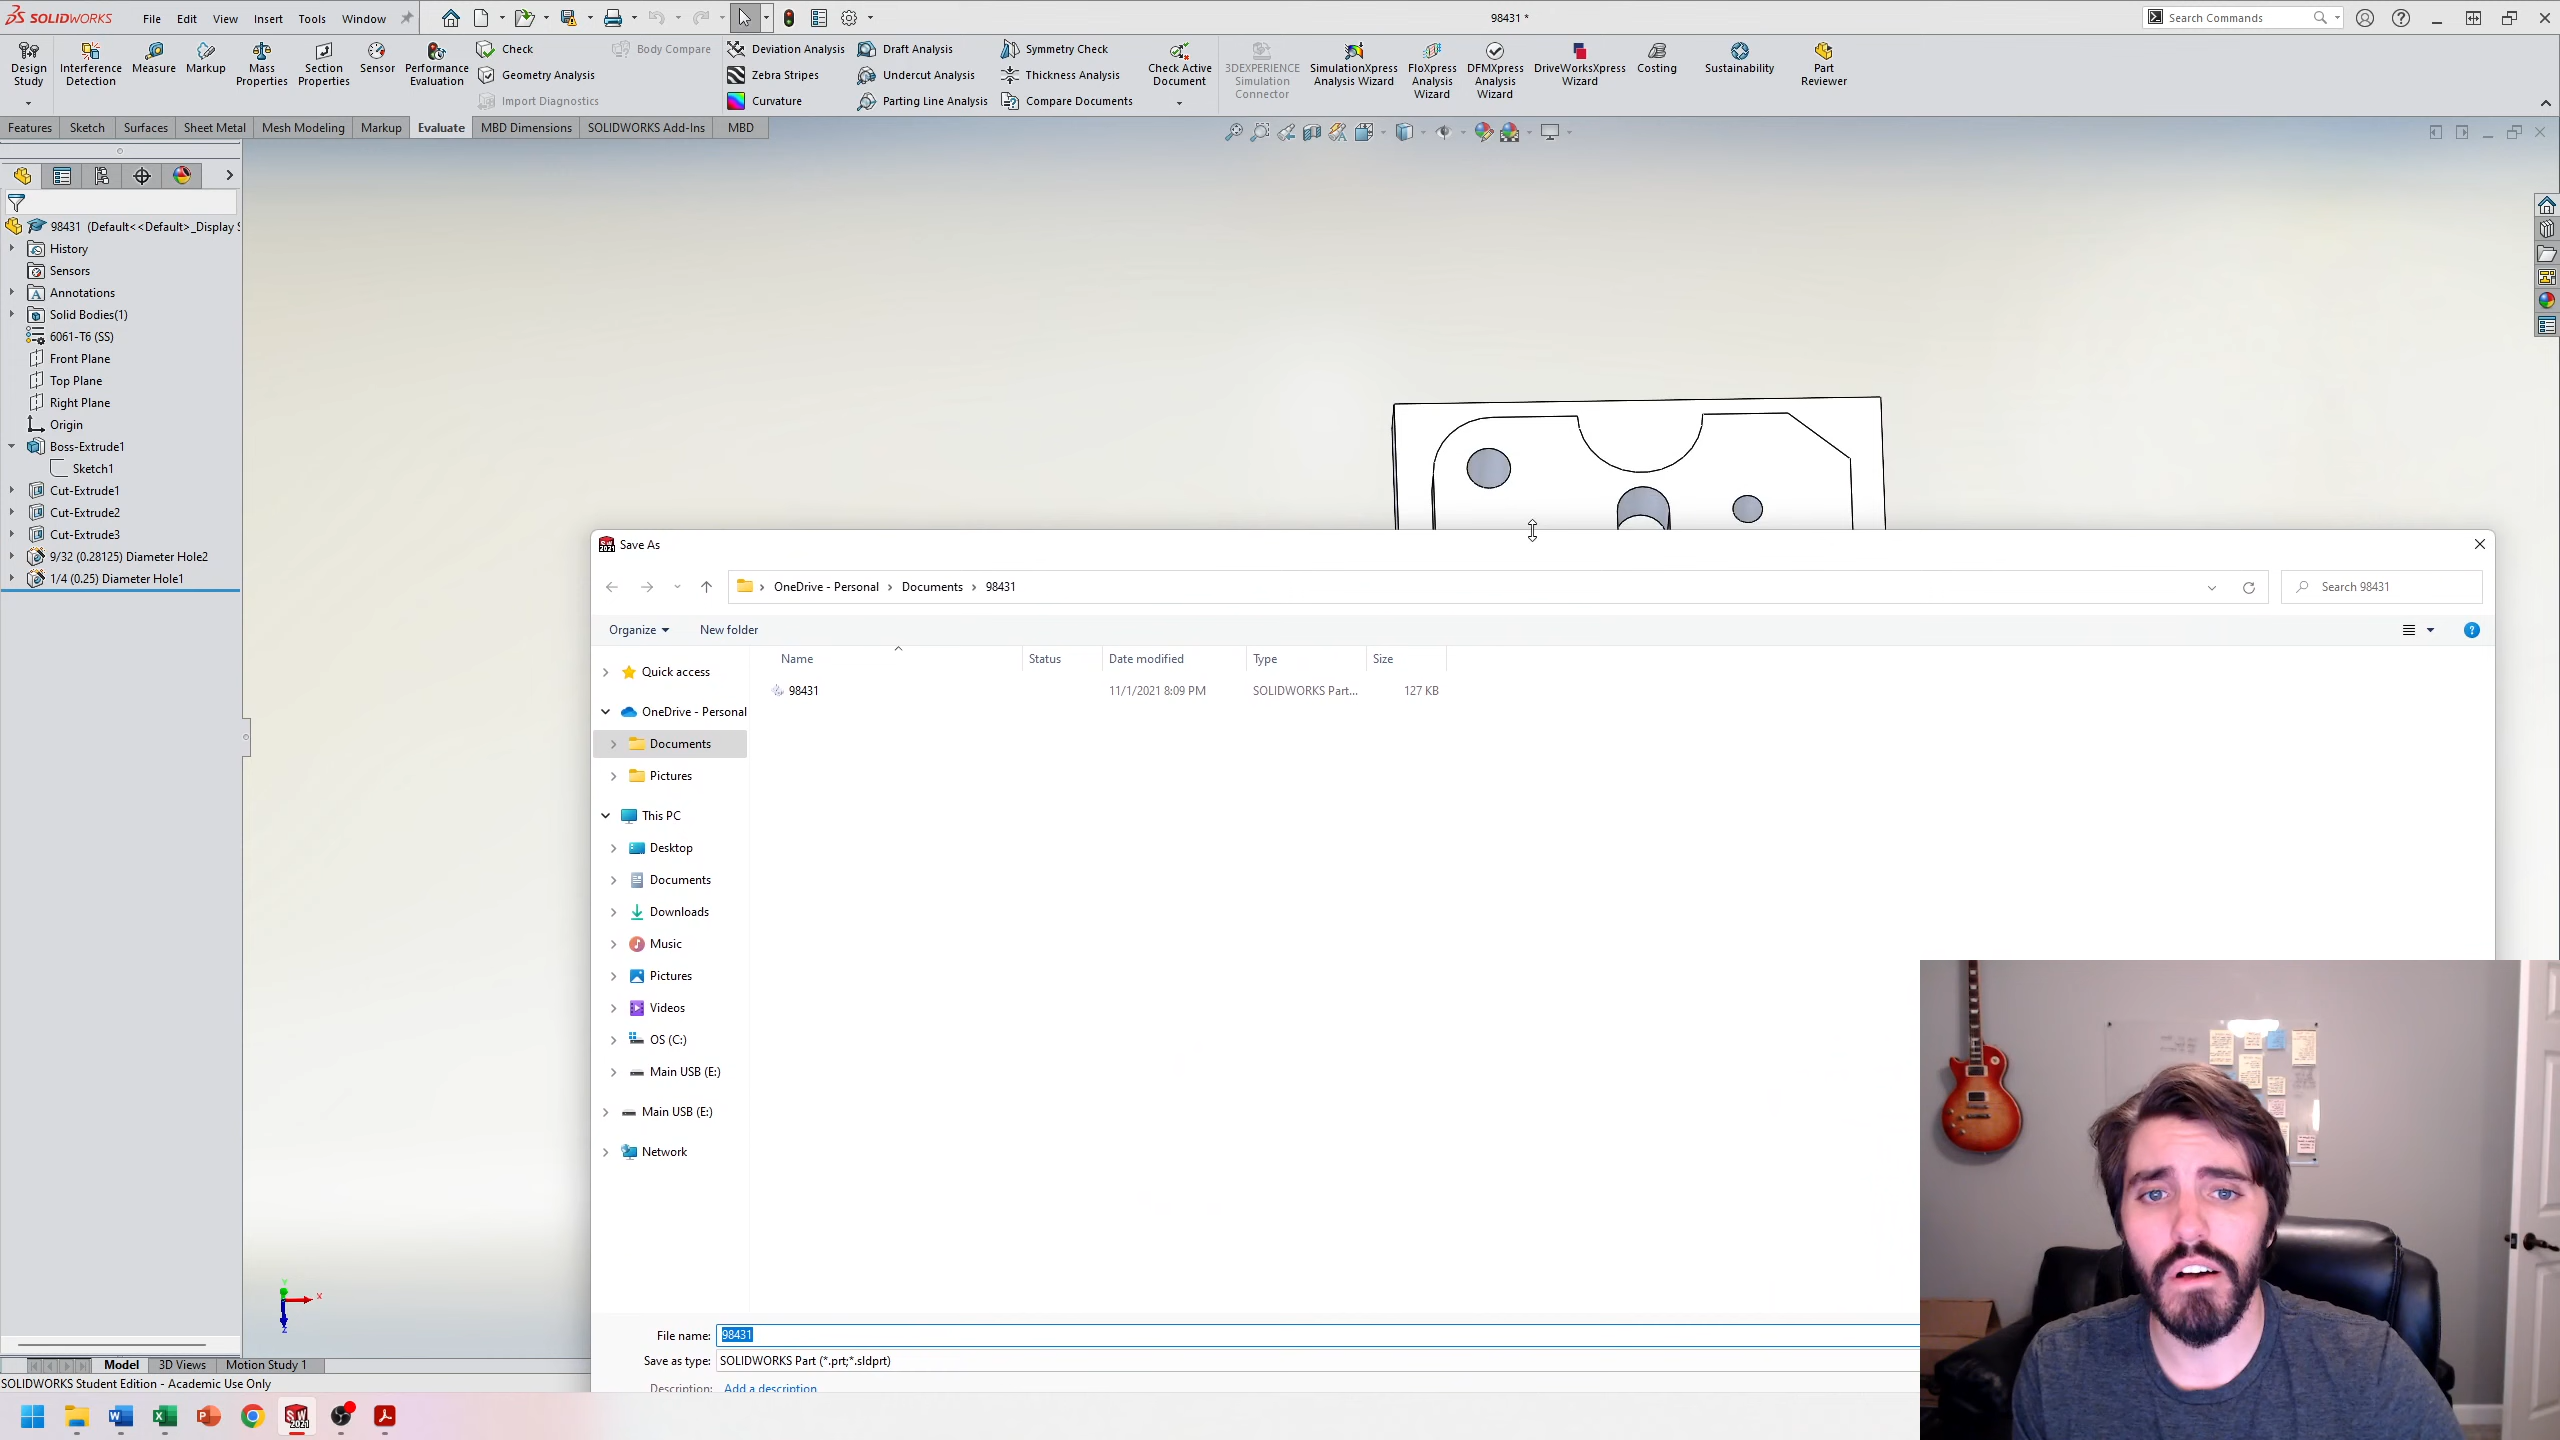 SOLIDWORKS File Edit View Insert Tools Window 98431 * Search Commands
Design Study
Interference Detection
Measure
Markup
Mass Properties
Section Properties
Sensor
Performance Evaluation
Check
Geometry Analysis
Import Diagnostics
Body Compare
Deviation Analysis
Zebra Stripes
Curvature
Draft Analysis
Undercut Analysis
Parting Line Analysis
Symmetry Check
Thickness Analysis
Compare Documents
Check Active Document
3DEXPERIENCE Simulation Connector
SimulationXpress Analysis Wizard
FloXpress Analysis Wizard
DFMXpress Analysis Wizard
DriveWorksXpress Wizard
Costing
Sustainability
Part Reviewer
Features Sketch Surfaces Sheet Metal Mesh Modeling Markup Evaluate MBD Dimensions SOLIDWORKS Add-Ins MBD
98431 (Default<<Default>_Display S
History
Sensors
Annotations
Solid Bodies(1)
6061-T6 (SS)
Front Plane
Top Plane
Right Plane
Origin
Boss-Extrude1
Sketch1
Cut-Extrude1
Cut-Extrude2
Cut-Extrude3
9/32 (0.28125) Diameter Hole2
1/4 (0.25) Diameter Hole1
Save As
OneDrive - Personal Documents 98431 Search 98431
Organize New folder
Name Status Date modified Type Size
98431 11/1/2021 8:09 PM SOLIDWORKS Part... 127 KB
Quick access
OneDrive - Personal
Documents
Pictures
This PC
Desktop
Documents
Downloads
Music
Pictures
Videos
OS (C:)
Main USB (E:)
Main USB (E:)
Network
File name: 98431
Save as type: SOLIDWORKS Part (*.prt;*.sldprt)
Description: Add a description
Y
X
Z
Model 3D Views Motion Study 1
SOLIDWORKS Student Edition - Academic Use Only